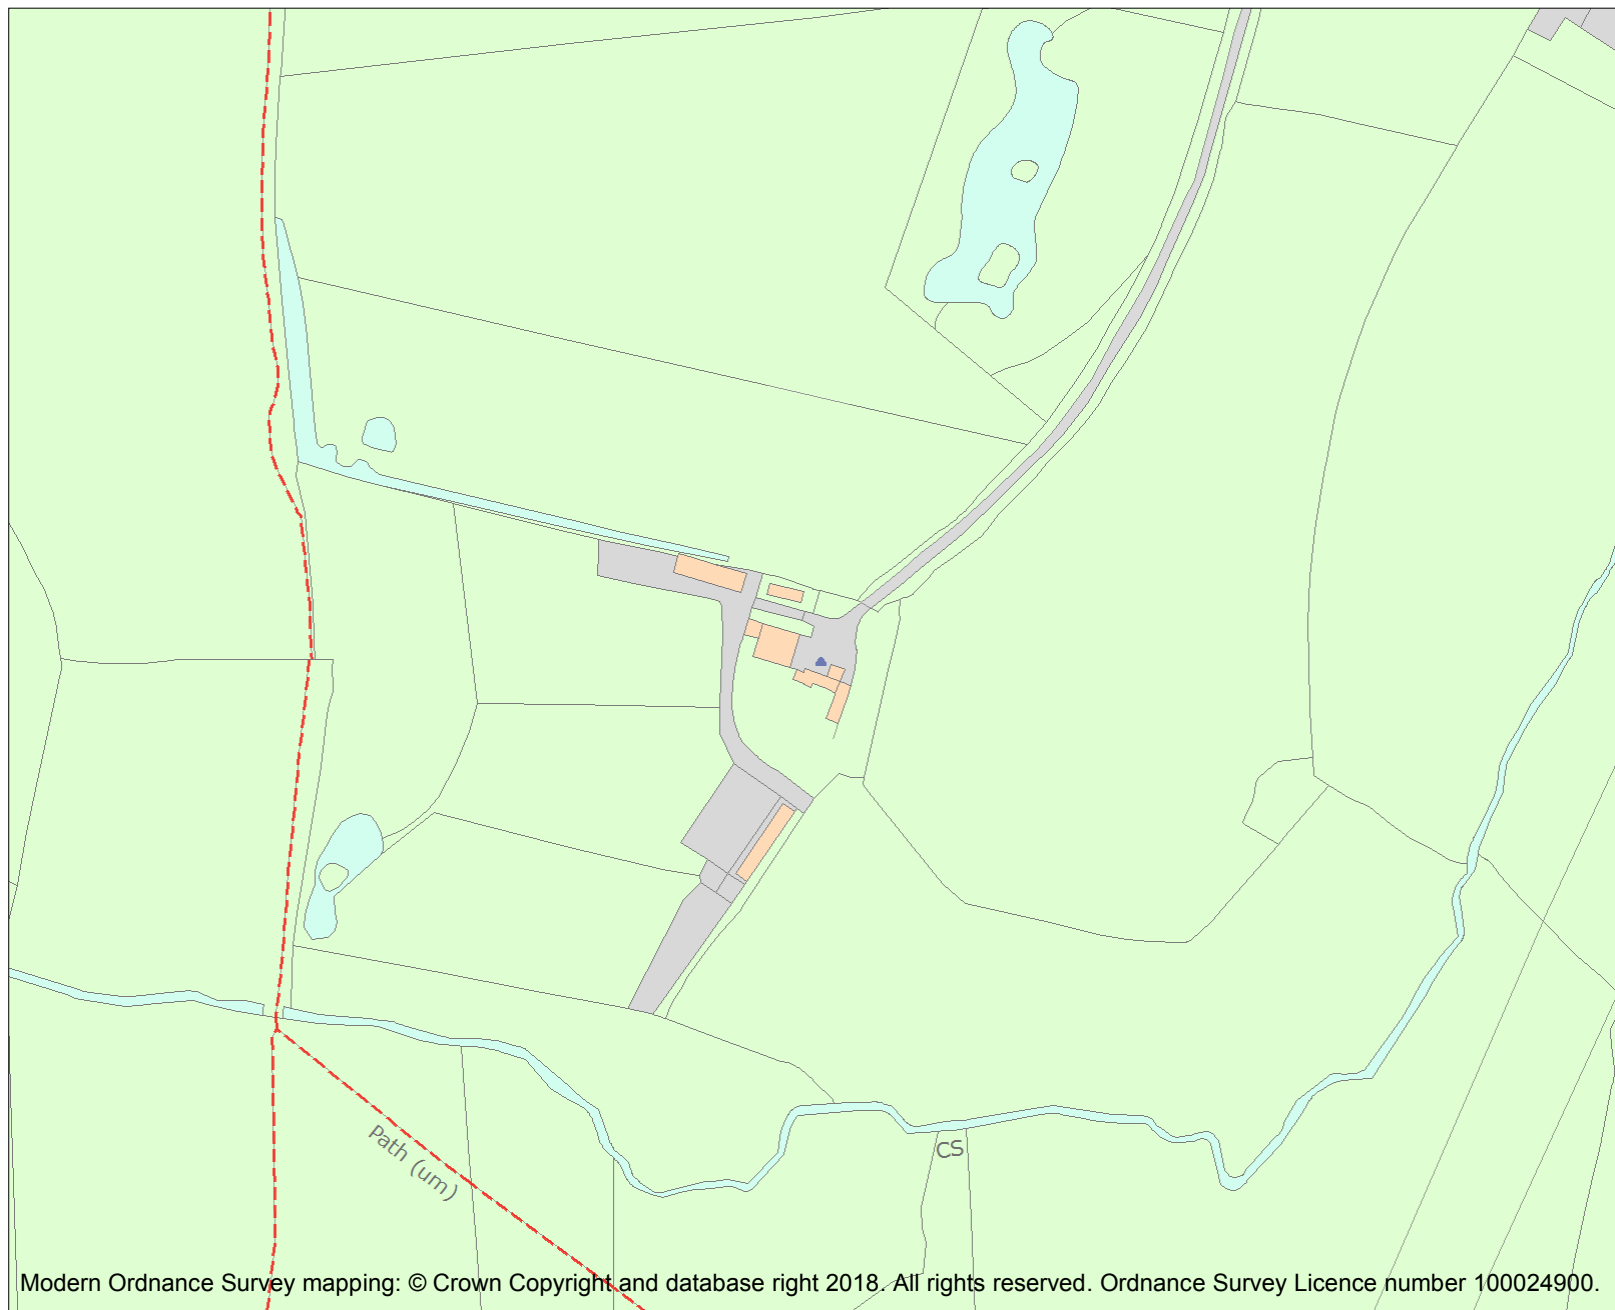 Path (um)
CS
Modern Ordnance Survey mapping: © Crown Copyright and database right 2018. All rights reserved. Ordnance Survey Licence number 100024900.